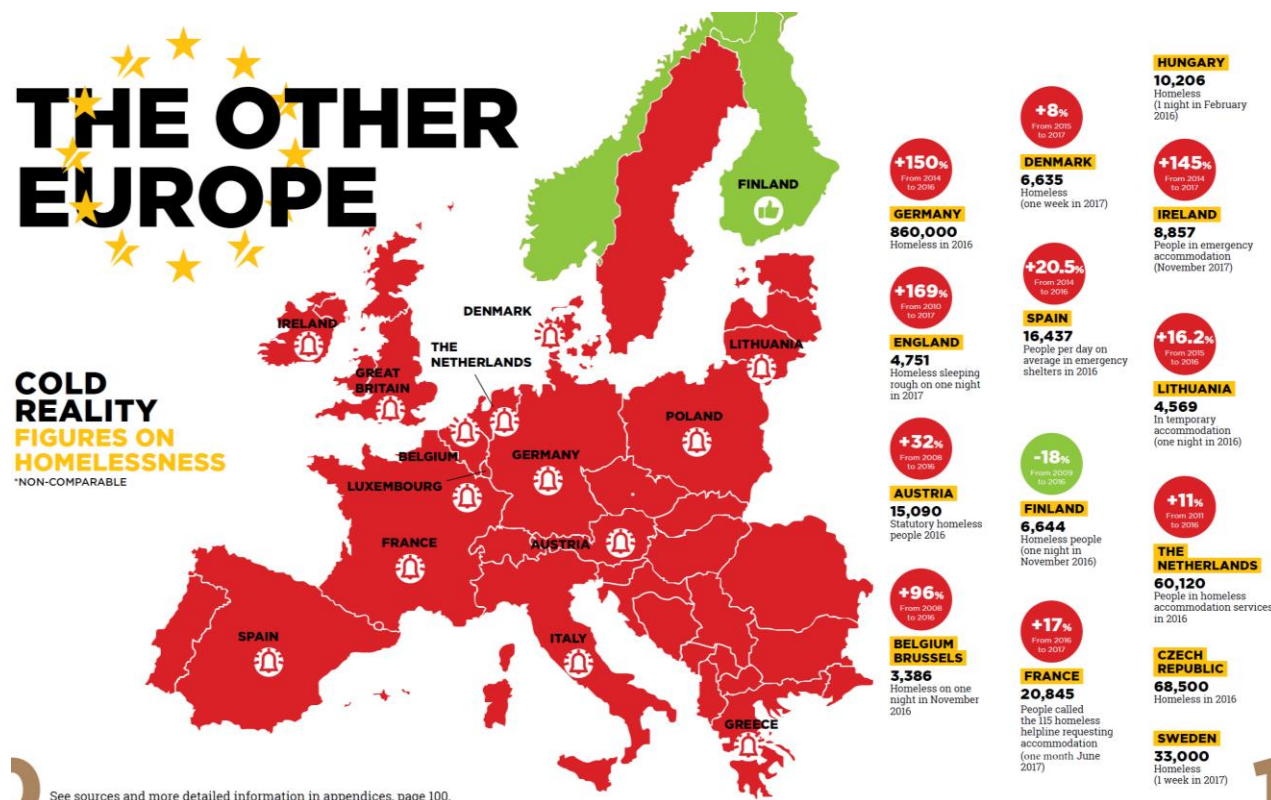 THE OTHER
EUROPE
COLD
REALITY
FIGURES ON
HOMELESSNESS
*NON-COMPARABLE
FINLAND
IRELAND
GREAT
BRITAIN
DENMARK
THE
NETHERLANDS
LITHUANIA
POLAND
BELGIUM
GERMANY
LUXEMBOURG
FRANCE
AUSTRIA
SPAIN
ITALY
GREECE
+150%
From 2014
to 2016
GERMANY
860,000
Homeless in 2016
+169%
From 2010
to 2017
ENGLAND
4,751
Homeless sleeping
rough on one night
in 2017
+32%
From 2008
to 2016
AUSTRIA
15,090
Statutory homeless
people 2016
+96%
From 2008
to 2016
BELGIUM
BRUSSELS
3,386
Homeless on one
night in November
2016
+8%
From 2015
to 2017
DENMARK
6,635
Homeless
(one week in 2017)
+20.5%
From 2014
to 2016
SPAIN
16,437
People per day on
average in emergency
shelters in 2016
-18%
From 2009
to 2016
FINLAND
6,644
Homeless people
(one night in
November 2016)
+17%
From 2016
to 2017
FRANCE
20,845
People called
the 115 homeless
helpline requesting
accommodation
(one month June
2017)
HUNGARY
10,206
Homeless
(1 night in February
2016)
+145%
From 2014
to 2017
IRELAND
8,857
People in emergency
accommodation
(November 2017)
+16.2%
From 2015
to 2016
LITHUANIA
4,569
In temporary
accommodation
(one night in 2016)
+11%
From 2011
to 2016
THE
NETHERLANDS
60,120
People in homeless
accommodation services
in 2016
CZECH
REPUBLIC
68,500
Homeless in 2016
SWEDEN
33,000
Homeless
(1 week in 2017)
See sources and more detailed information in appendices, page 100.